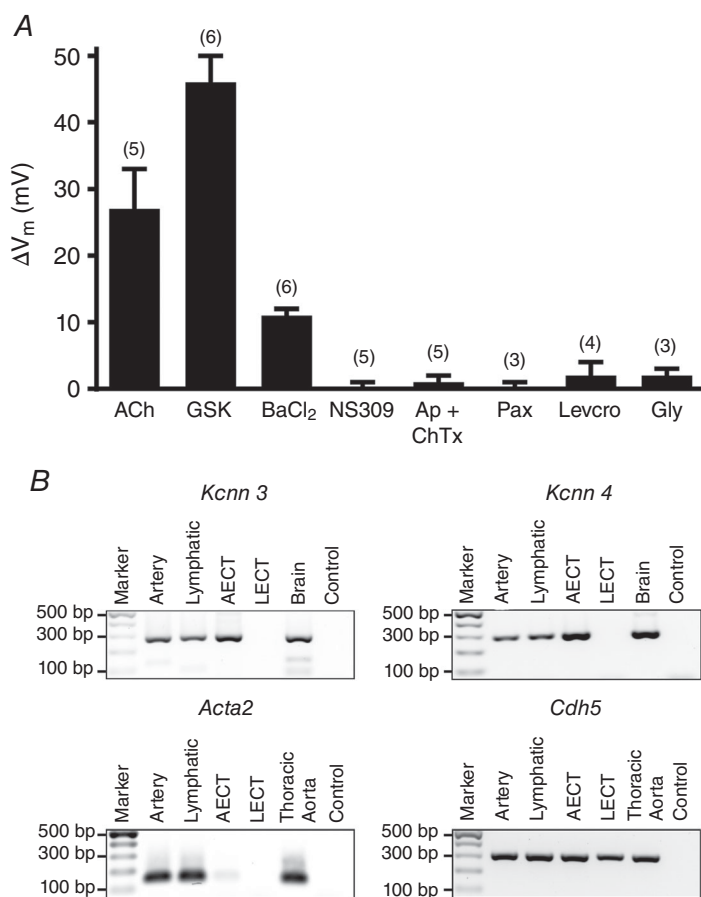 A
(5) (6) (6) (5) (5) (3) (4) (3)
50
40
30
20
10
0
ΔVm (mV)
ACh GSK BaCl2 NS309 Ap + Pax Levcro Gly
ChTx
B
Kcnn 3
Marker Artery Lymphatic AECT LECT Brain Control
500 bp
300 bp
100 bp
Kcnn 4
Marker Artery Lymphatic AECT LECT Brain Control
500 bp
300 bp
100 bp
Acta2
Marker Artery Lymphatic AECT LECT Thoracic Aorta Control
500 bp
300 bp
100 bp
Cdh5
Marker Artery Lymphatic AECT LECT Thoracic Aorta Control
500 bp
300 bp
100 bp